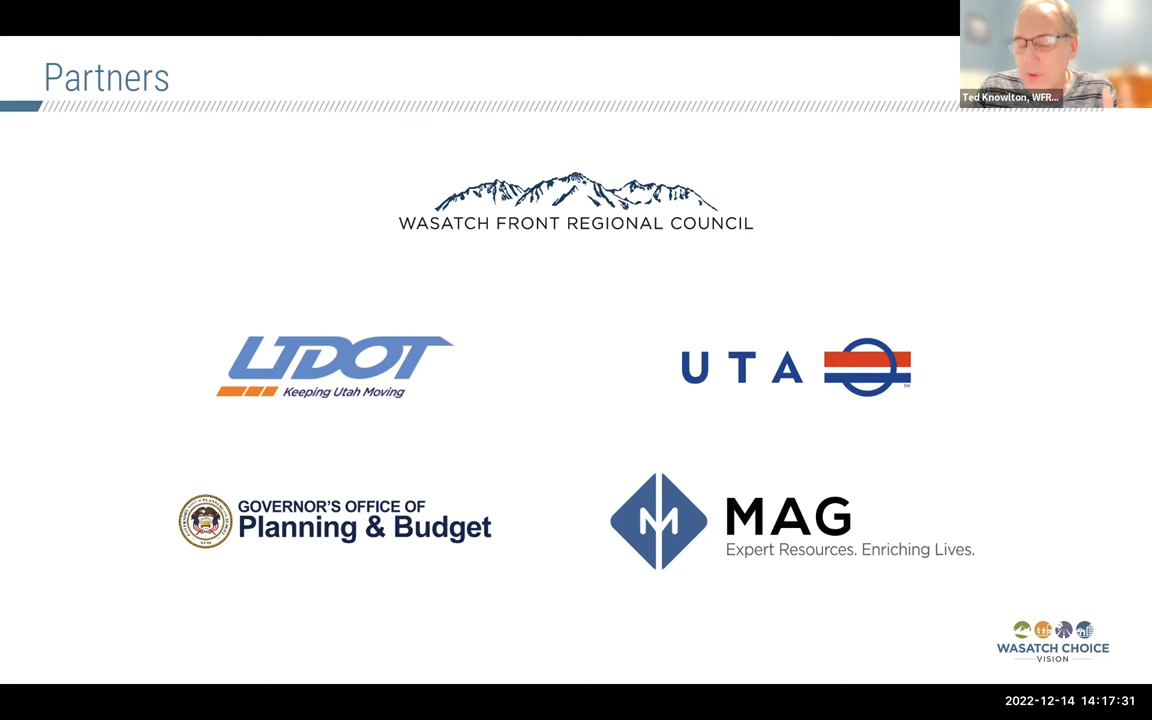 Partners
Ted Knowlton, WFR...
WASATCH FRONT REGIONAL COUNCIL
UDOT
Keeping Utah Moving
UTA
SM
GOVERNOR'S OFFICE OF
Planning & Budget
M
MAG
Expert Resources. Enriching Lives.
WASATCH CHOICE
VISION
2022-12-14 14:17:31